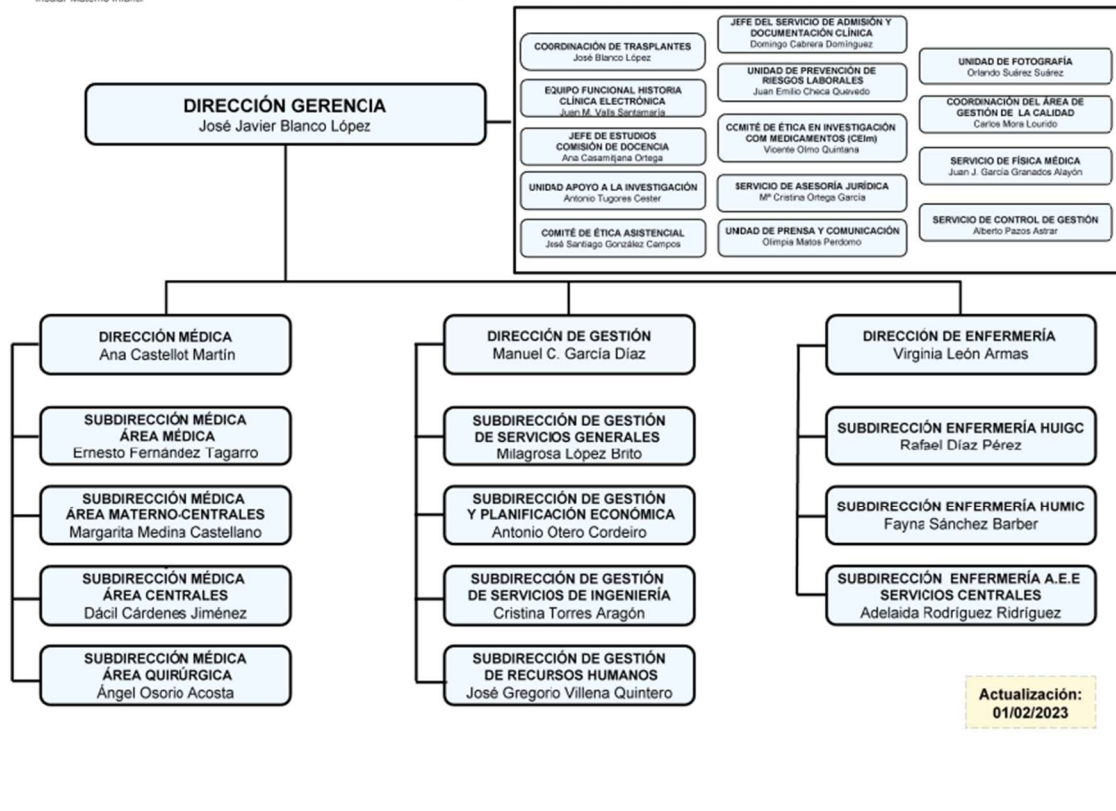 Insular Materno Infantil
DIRECCIÓN GERENCIA
José Javier Blanco López
COORDINACIÓN DE TRASPLANTES
José Blanco López
EQUIPO FUNCIONAL HISTORIA
CLÍNICA ELECTRÓNICA
Juan M. Valls Santamaría
JEFE DE ESTUDIOS
COMISIÓN DE DOCENCIA
Ana Casamitjana Ortega
UNIDAD APOYO A LA INVESTIGACIÓN
Antonio Tugores Cester
COMITÉ DE ÉTICA ASISTENCIAL
José Santiago González Campos
JEFE DEL SERVICIO DE ADMISIÓN Y
DOCUMENTACIÓN CLÍNICA
Domingo Cabrera Domínguez
UNIDAD DE PREVENCIÓN DE
RIESGOS LABORALES
Juan Emilio Checa Quevedo
COMITÉ DE ÉTICA EN INVESTIGACIÓN
COM MEDICAMENTOS (CEIm)
Vicente Olmo Quintana
SERVICIO DE ASESORÍA JURÍDICA
Mª Cristina Ortega García
UNIDAD DE PRENSA Y COMUNICACIÓN
Olimpia Matos Perdomo
UNIDAD DE FOTOGRAFÍA
Orlando Suárez Suárez
COORDINACIÓN DEL ÁREA DE
GESTIÓN DE LA CALIDAD
Carlos Mora Lourido
SERVICIO DE FÍSICA MÉDICA
Juan J. García Granados Alayón
SERVICIO DE CONTROL DE GESTIÓN
Alberto Pazos Astrar
DIRECCIÓN MÉDICA
Ana Castellot Martín
SUBDIRECCIÓN MÉDICA
ÁREA MÉDICA
Ernesto Fernández Tagarro
SUBDIRECCIÓN MÉDICA
ÁREA MATERNO-CENTRALES
Margarita Medina Castellano
SUBDIRECCIÓN MÉDICA
ÁREA CENTRALES
Dácil Cárdenes Jiménez
SUBDIRECCIÓN MÉDICA
ÁREA QUIRÚRGICA
Ángel Osorio Acosta
DIRECCIÓN DE GESTIÓN
Manuel C. García Díaz
SUBDIRECCIÓN DE GESTIÓN
DE SERVICIOS GENERALES
Milagrosa López Brito
SUBDIRECCIÓN DE GESTIÓN
Y PLANIFICACIÓN ECONÓMICA
Antonio Otero Cordeiro
SUBDIRECCIÓN DE GESTIÓN
DE SERVICIOS DE INGENIERÍA
Cristina Torres Aragón
SUBDIRECCIÓN DE GESTIÓN
DE RECURSOS HUMANOS
José Gregorio Villena Quintero
DIRECCIÓN DE ENFERMERÍA
Virginia León Armas
SUBDIRECCIÓN ENFERMERÍA HUIGC
Rafael Díaz Pérez
SUBDIRECCIÓN ENFERMERÍA HUMIC
Fayna Sánchez Barber
SUBDIRECCIÓN ENFERMERÍA A.E.E
SERVICIOS CENTRALES
Adelaida Rodríguez Ridríguez
Actualización:
01/02/2023